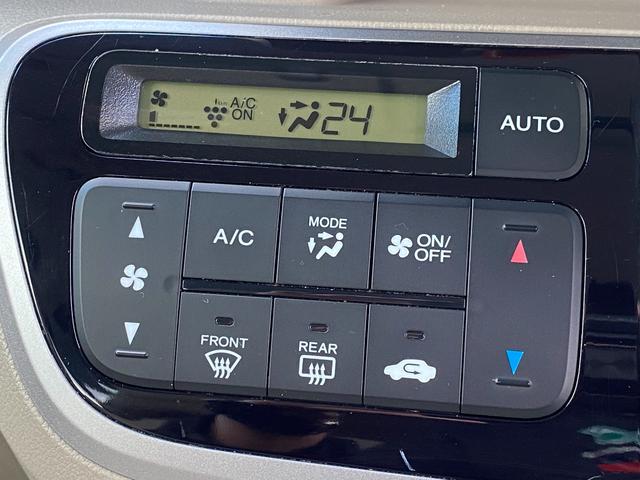 A/C
ON
24
AUTO
A/C
MODE
ON/
OFF
FRONT
REAR